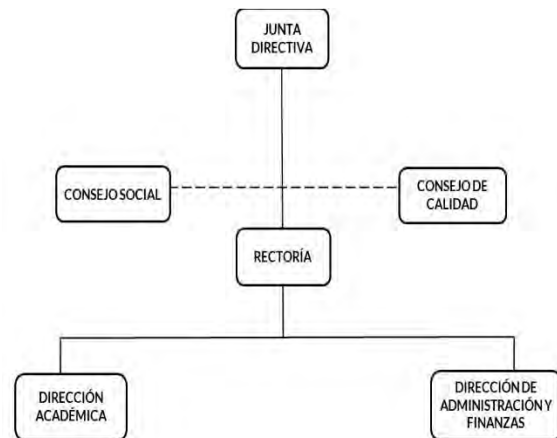 JUNTA
DIRECTIVA
CONSEJO SOCIAL
CONSEJO DE
CALIDAD
RECTORÍA
DIRECCIÓN
ACADÉMICA
DIRECCIÓN DE
ADMINISTRACIÓN Y
FINANZAS